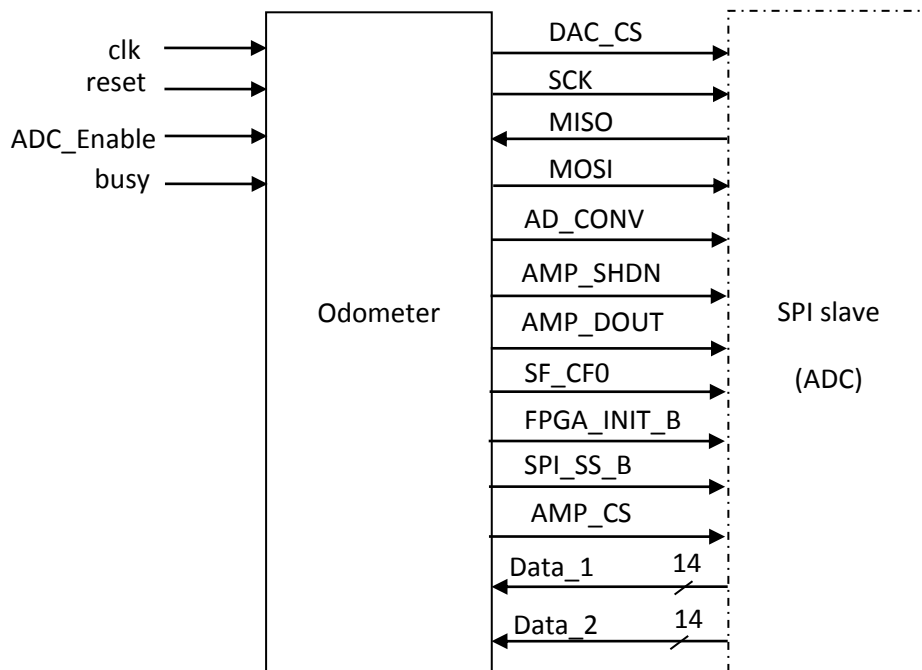 clk
reset
ADC_Enable
busy
Odometer
DAC_CS
SCK
MISO
MOSI
AD_CONV
AMP_SHDN
AMP_DOUT
SF_CF0
FPGA_INIT_B
SPI_SS_B
AMP_CS
Data_1 14
Data_2 14
SPI slave
(ADC)